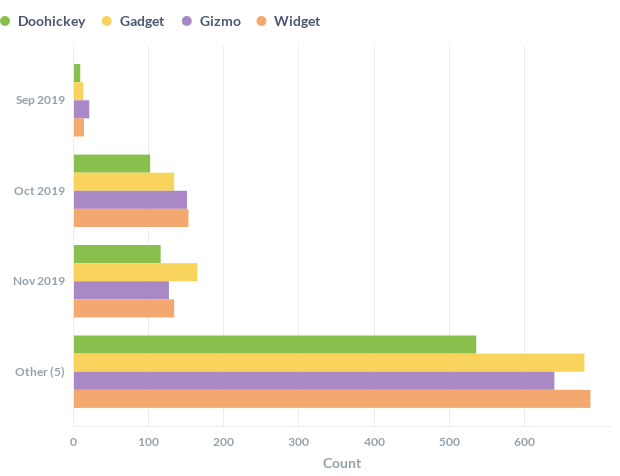 Doohickey Gadget Gizmo Widget
Sep 2019
Oct 2019
Nov 2019
Other (5)
0 100 200 300 400 500 600
Count